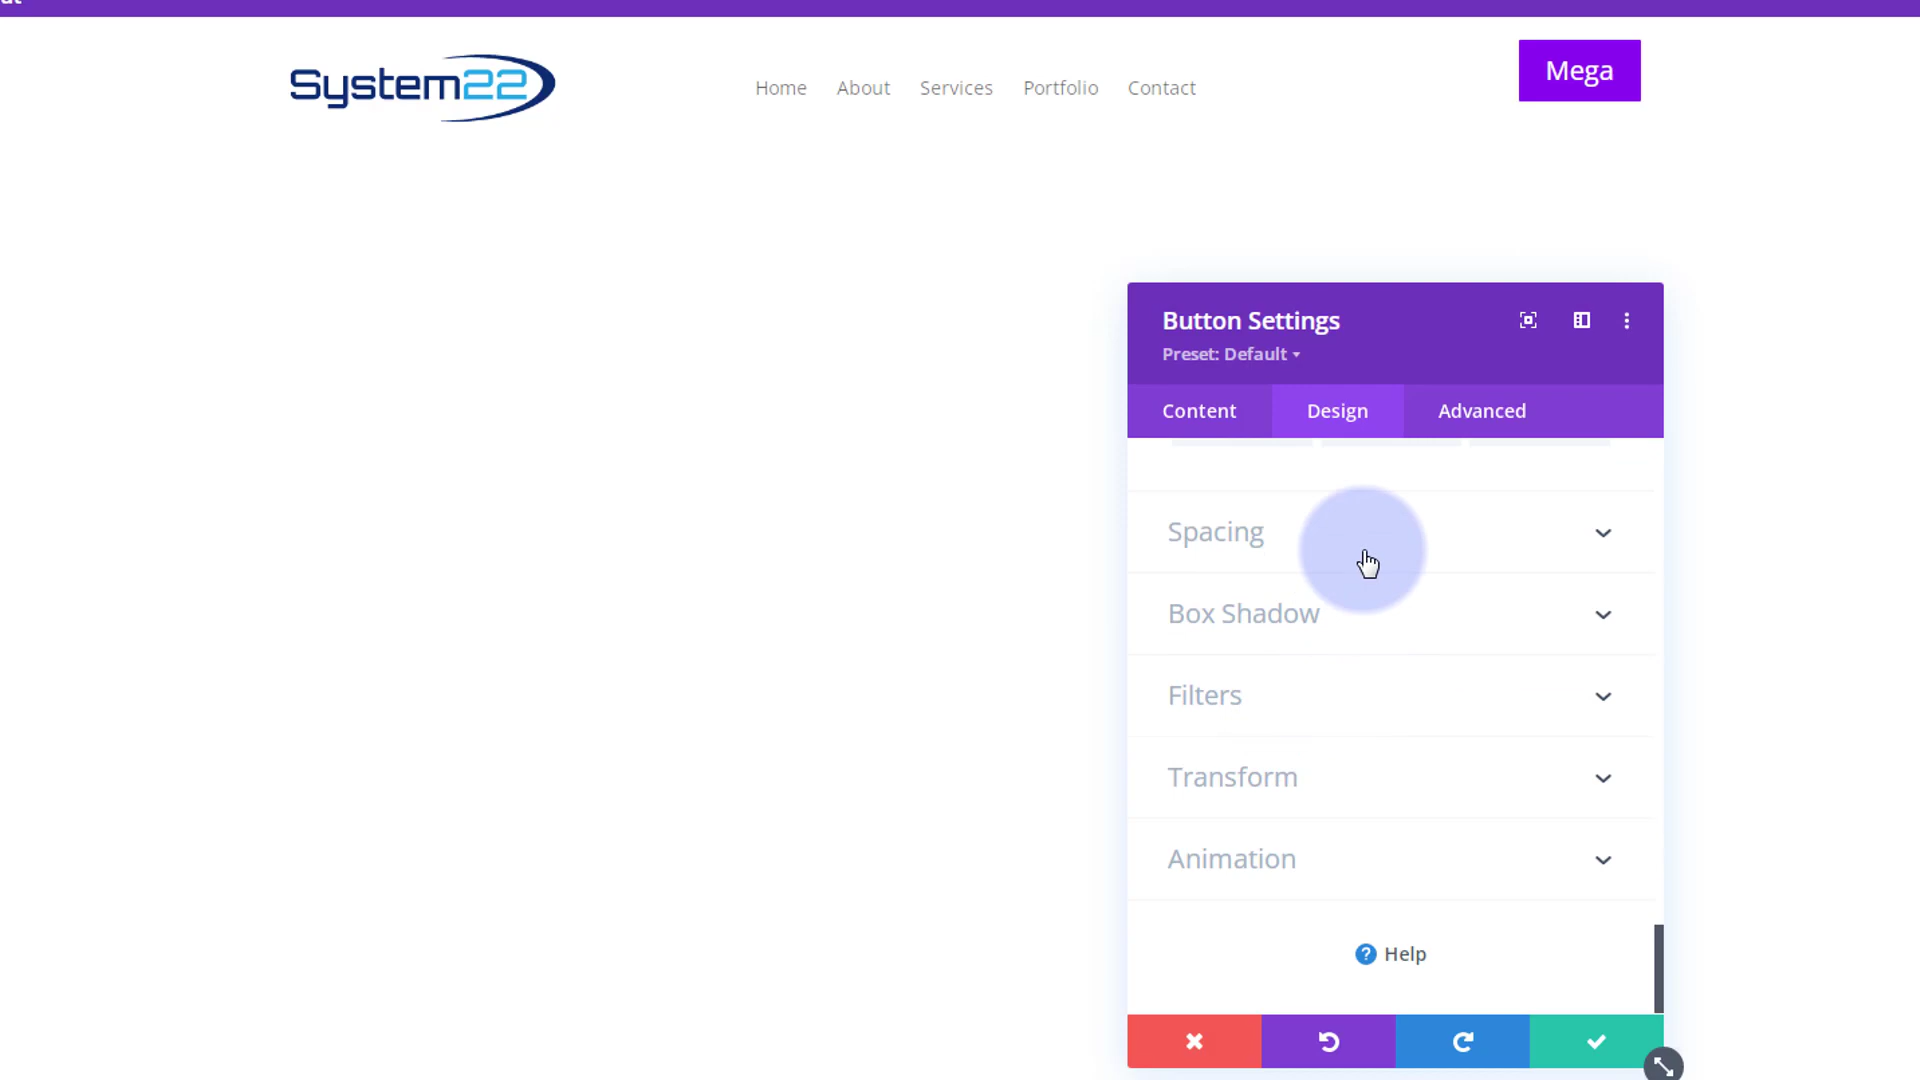 System22
Home About Services Portfolio Contact
Mega
Button Settings
Preset: Default
Content Design Advanced
Spacing
Box Shadow
Filters
Transform
Animation
? Help